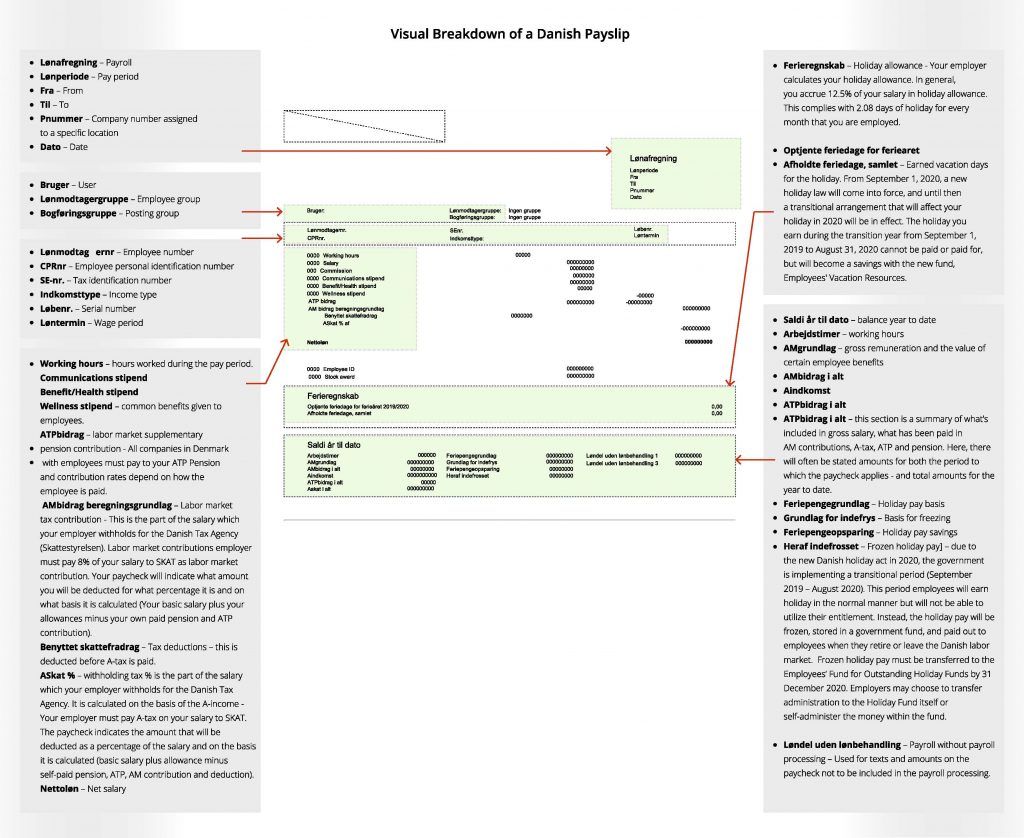 Visual Breakdown of a Danish Payslip
• Lønafregning – Payroll
• Lønperiode – Pay period
• Fra – From
• Til – To
• Pnummer – Company number assigned
to a specific location
• Dato – Date
• Bruger – User
• Lønmodtagergruppe – Employee group
• Bogføringsgruppe – Posting group
• Lønmodtag ernr – Employee number
• CPRnr – Employee personal identification number
• SE-nr. – Tax identification number
• Indkomsttype – Income type
• Løbenr. – Serial number
• Løntermin – Wage period
• Working hours – hours worked during the pay period.
Communications stipend
Benefit/Health stipend
Wellness stipend – common benefits given to
employees.
ATPbidrag – labor market supplementary
• pension contribution - All companies in Denmark
• with employees must pay to your ATP Pension
and contribution rates depend on how the
employee is paid.
AMbidrag beregningsgrundlag – Labor market
tax contribution - This is the part of the salary which
your employer withholds for the Danish Tax Agency
(Skattestyrelsen). Labor market contributions employer
must pay 8% of your salary to SKAT as labor market
contribution. Your paycheck will indicate what amount
you will be deducted for what percentage it is and on
what basis it is calculated (Your basic salary plus your
allowances minus your own paid pension and ATP
contribution).
Benyttet skattefradrag – Tax deductions – this is
deducted before A-tax is paid.
ASkat % – withholding tax % is the part of the salary
which your employer withholds for the Danish Tax
Agency. It is calculated on the basis of the A-income -
Your employer must pay A-tax on your salary to SKAT.
The paycheck indicates the amount that will be
deducted as a percentage of the salary and on the basis
it is calculated (basic salary plus allowance minus
self-paid pension, ATP, AM contribution and deduction).
Nettoløn – Net salary
Lønafregning
Lønperiode
Fra
Til
Pnummer
Dato
Bruger: Lønmodtagergruppe: Ingen gruppe
Bogføringsgruppe: Ingen gruppe
Lønmodtagernr. SEnr. Løbenr.
CPRnr. Indkomsttype: Løntermin
0000 Working hours 00000
0000 Salary 000000000
000 Commission 00000000
0000 Communications stipend 00000000
0000 Benefit/Health stipend 00000000
0000 Wellness stipend 00000
-00000
ATP bidreg 000000000 -00000000
AM bidrag beregningsgrundlag 000000000
Benyttet skattefradrag 0000000
ASkat % af -000000000
Nettoløn 000000000
0000 Employee ID 00000000
0000 Stock award 00000000
Ferieregnskab
Optjente feriedage for ferieåret 2019/2020 0,00
Afholdte feriedage, samlet 0,00
Saldi år til dato
Arbejdstimer 000000 Feriepengegrundlag 00000000 Løndel uden lønbehandling 1 00000000
AMgrundlag 000000000 Grundlag for indefrys 00000000 Løndel uden lønbehandling 3 00000000
AMbidrag i alt 00000000 Feriepengeopsparing 00000000
Aindkomst 000000000 Heraf indefrosset 00000000
ATPbidrag i alt 00000
Askat i alt 000000000
• Ferieregnskab – Holiday allowance - Your employer
calculates your holiday allowance. In general,
you accrue 12.5% of your salary in holiday allowance.
This complies with 2.08 days of holiday for every
month that you are employed.
• Optjente feriedage for feriearet
• Afholdte feriedage, samlet – Earned vacation days
for the holiday. From September 1, 2020, a new
holiday law will come into force, and until then
a transitional arrangement that will affect your
holiday in 2020 will be in effect. The holiday you
earn during the transition year from September 1,
2019 to August 31, 2020 cannot be paid or paid for,
but will become a savings with the new fund,
Employees' Vacation Resources.
• Saldi år til dato – balance year to date
• Arbejdstimer – working hours
• AMgrundlag – gross remuneration and the value of
certain employee benefits
• AMbidrag i alt
• Aindkomst
• ATPbidrag i alt
• ATPbidrag i alt – this section is a summary of what's
included in gross salary, what has been paid in
AM contributions, A-tax, ATP and pension. Here, there
will often be stated amounts for both the period to
which the paycheck applies - and total amounts for the
year to date.
• Feriepengegrundlag – Holiday pay basis
• Grundlag for indefrys – Basis for freezing
• Feriepengeopsparing – Holiday pay savings
• Heraf indefrosset – Frozen holiday pay] – due to
the new Danish holiday act in 2020, the government
is implementing a transitional period (September
2019 – August 2020). This period employees will earn
holiday in the normal manner but will not be able to
utilize their entitlement. Instead, the holiday pay will be
frozen, stored in a government fund, and paid out to
employees when they retire or leave the Danish labor
market. Frozen holiday pay must be transferred to the
Employees' Fund for Outstanding Holiday Funds by 31
December 2020. Employers may choose to transfer
administration to the Holiday Fund itself or
self-administer the money within the fund.
• Løndel uden lønbehandling – Payroll without payroll
processing – Used for texts and amounts on the
paycheck not to be included in the payroll processing.